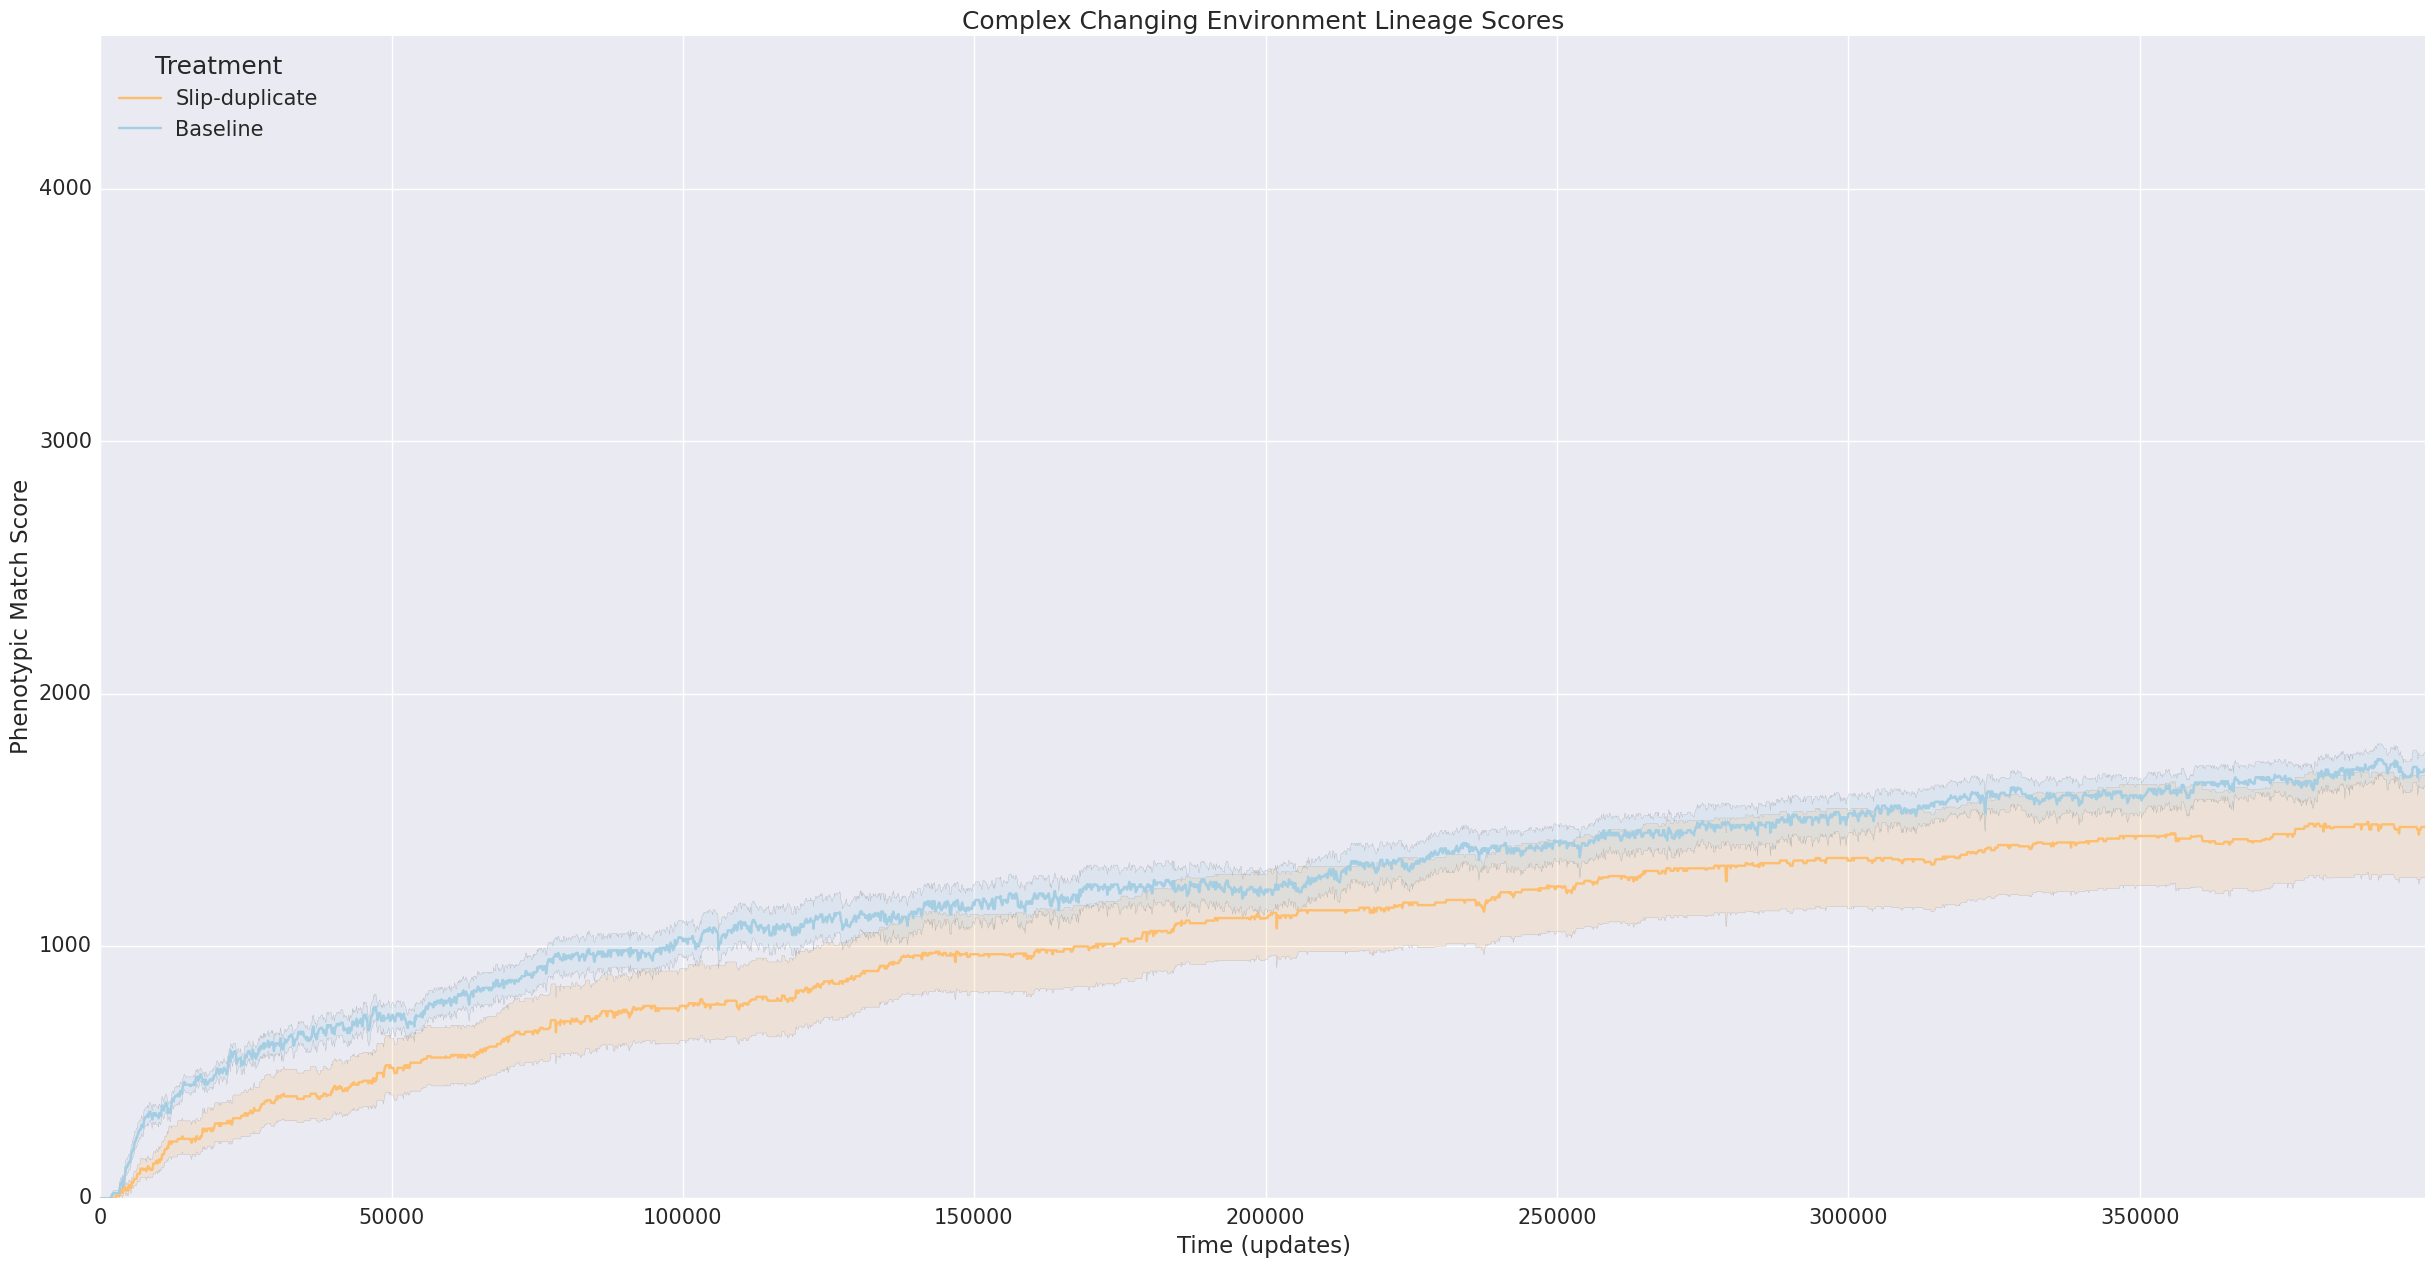 Complex Changing Environment Lineage Scores
Treatment
Slip-duplicate
Baseline
Phenotypic Match Score
4000
3000
2000
1000
0
0 50000 100000 150000 200000 250000 300000 350000
Time (updates)